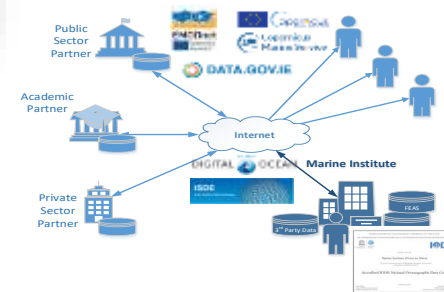 Public
Sector
Partner
EMODnet
Copernicus
Copernicus
Marine Service
DATA.GOV.IE
Academic
Partner
Internet
DIGITAL OCEAN
Marine Institute
ISDE
Private
Sector
Partner
FEAS
3rd Party Data